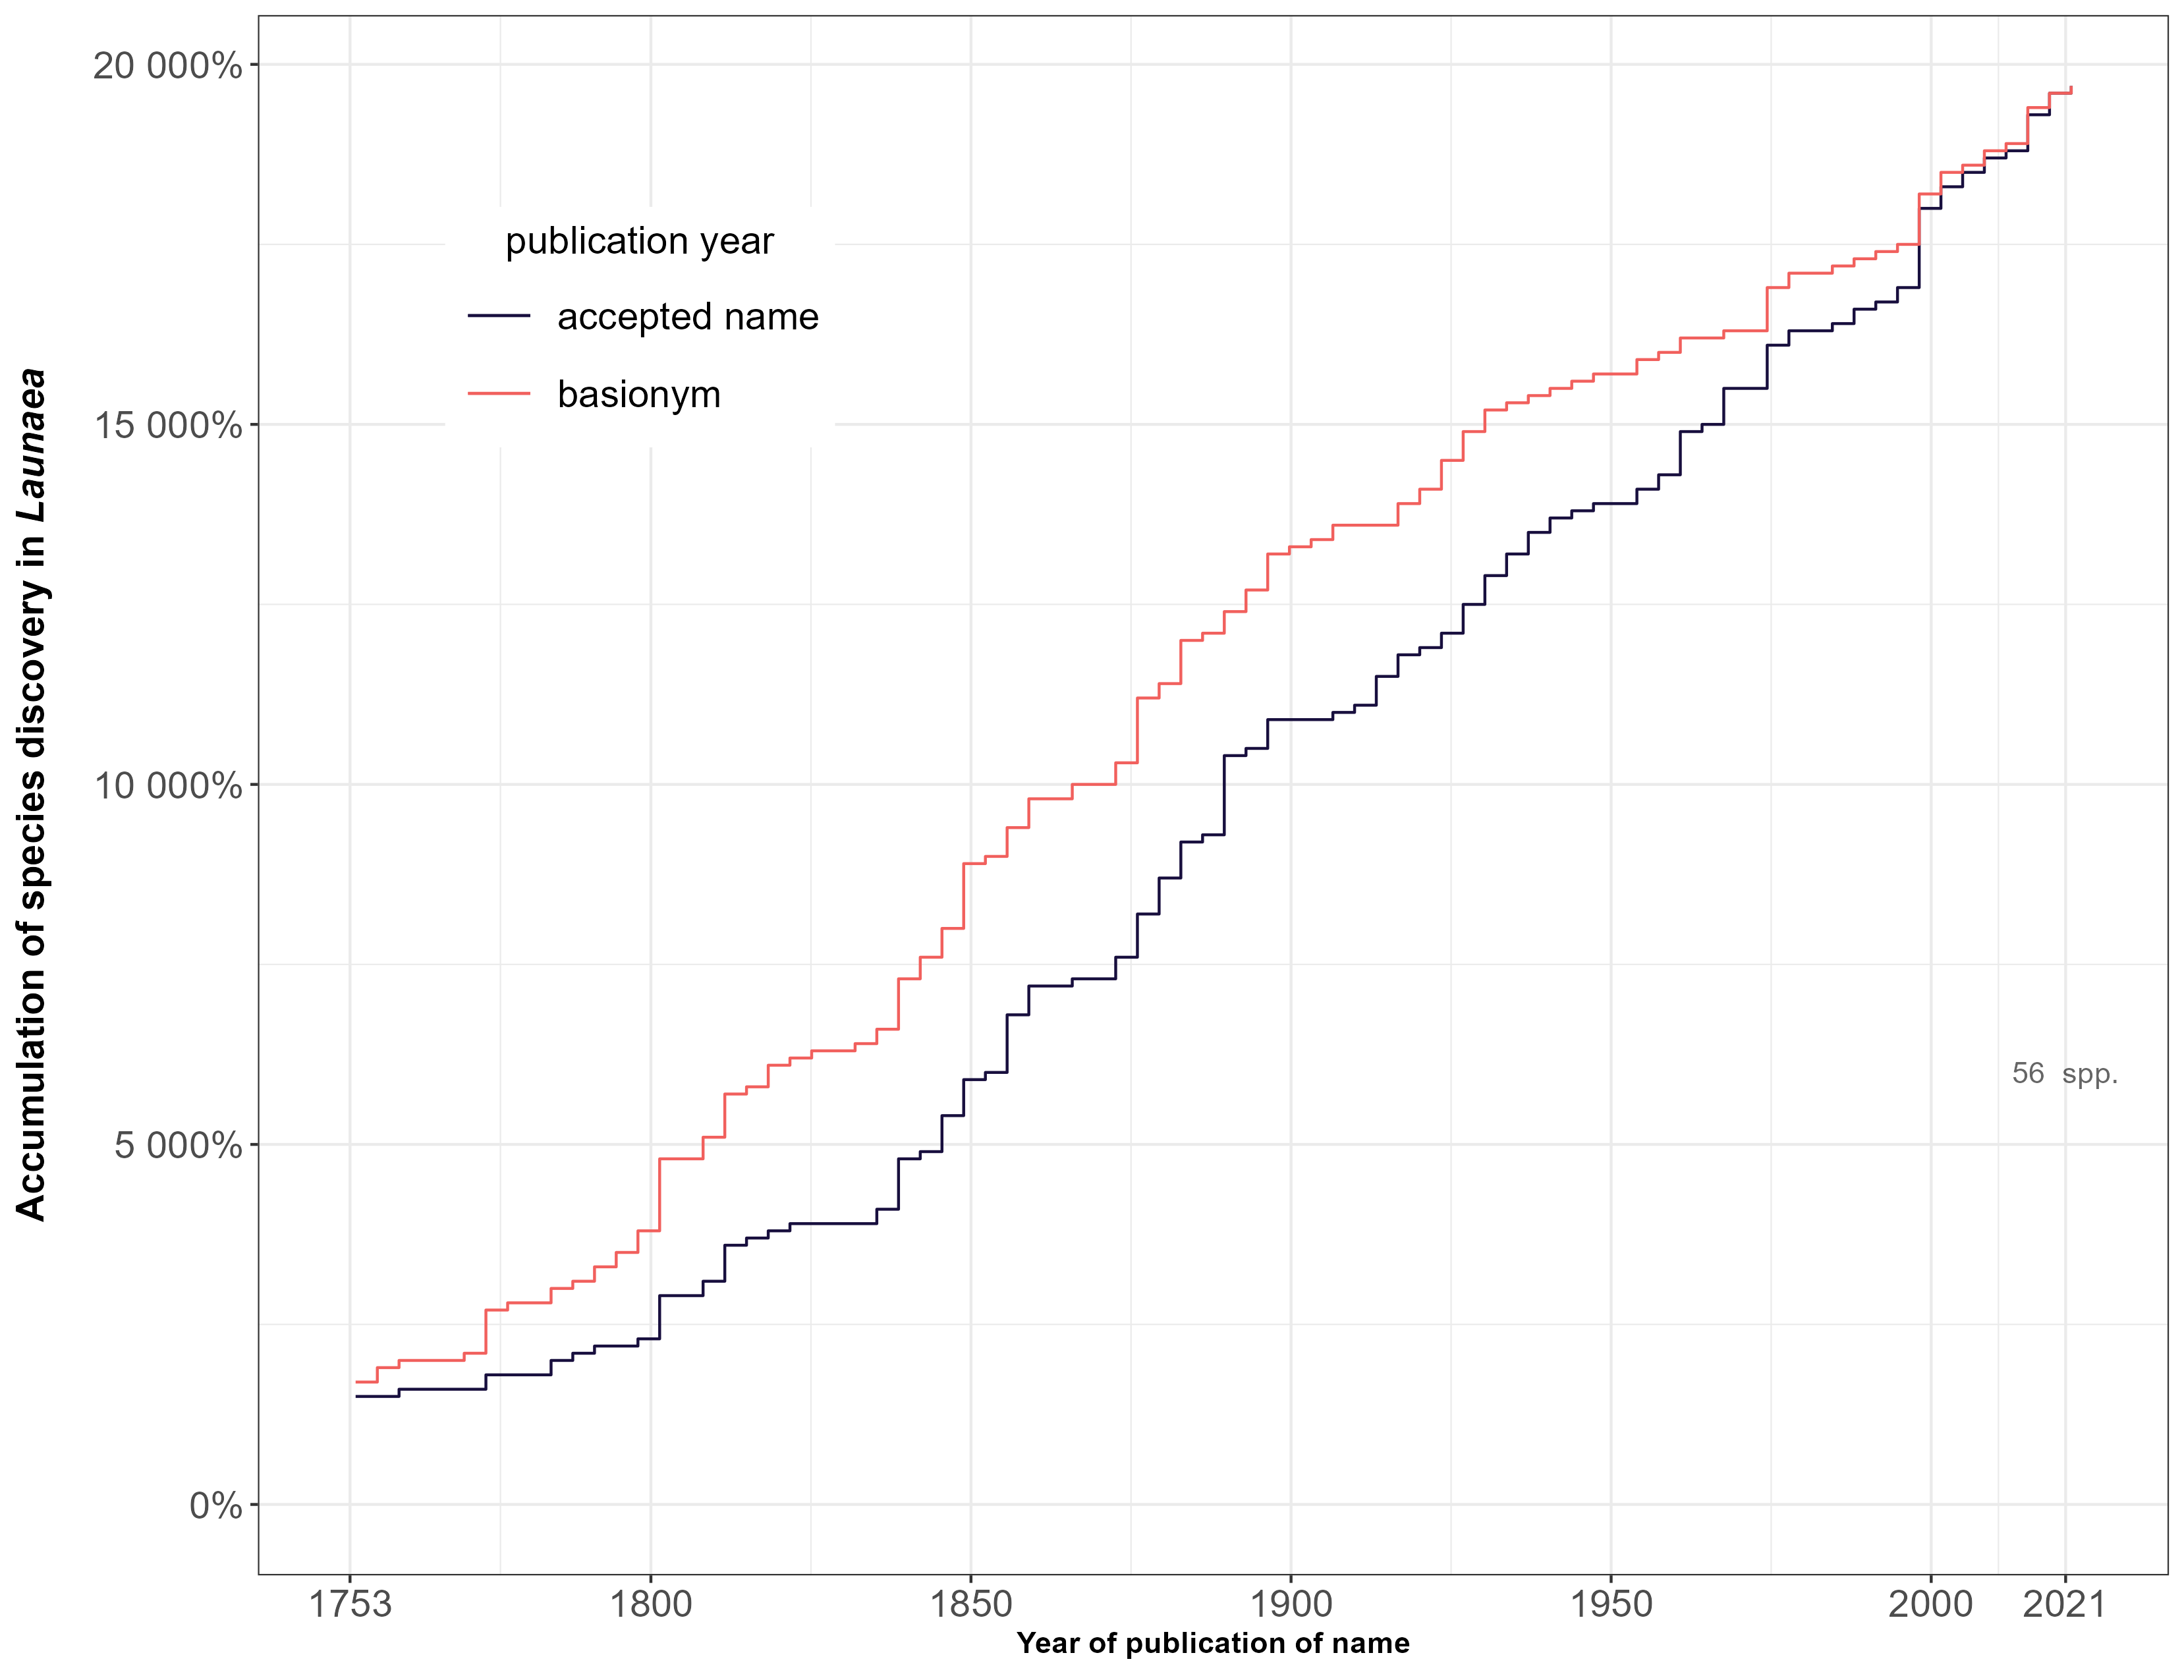 Accumulation of species discovery in Launaea
20 000%
15 000%
10 000%
5 000%
0%
publication year
accepted name
basionym
56 spp.
1753 1800 1850 1900 1950 2000 2021
Year of publication of name